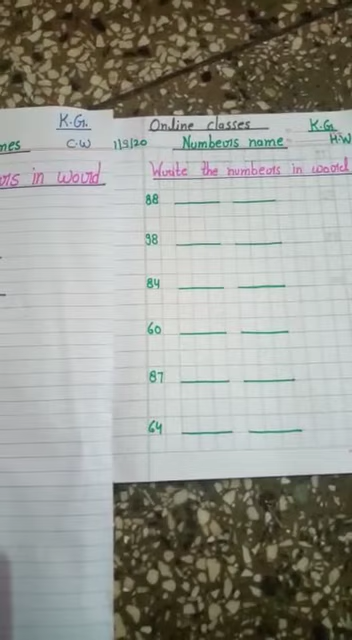 K.G.
mes C.W
ers in word
Online classes K.G.
1/9/20 Numbers name H.W
Write the numbers in word
88
98
84
60
87
64